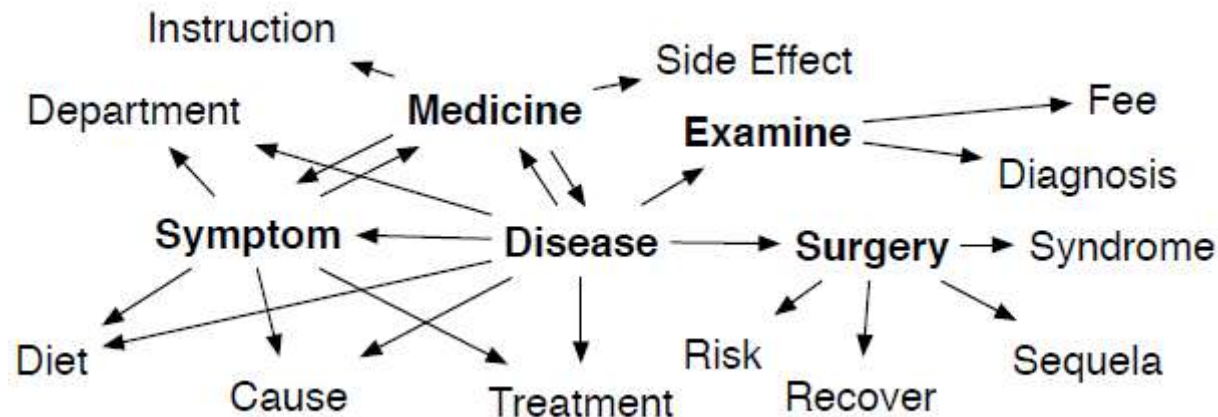 Instruction
Side Effect
Department
Medicine
Examine
Fee
Diagnosis
Symptom
Disease
Surgery
Syndrome
Diet
Cause
Treatment
Risk
Recover
Sequela